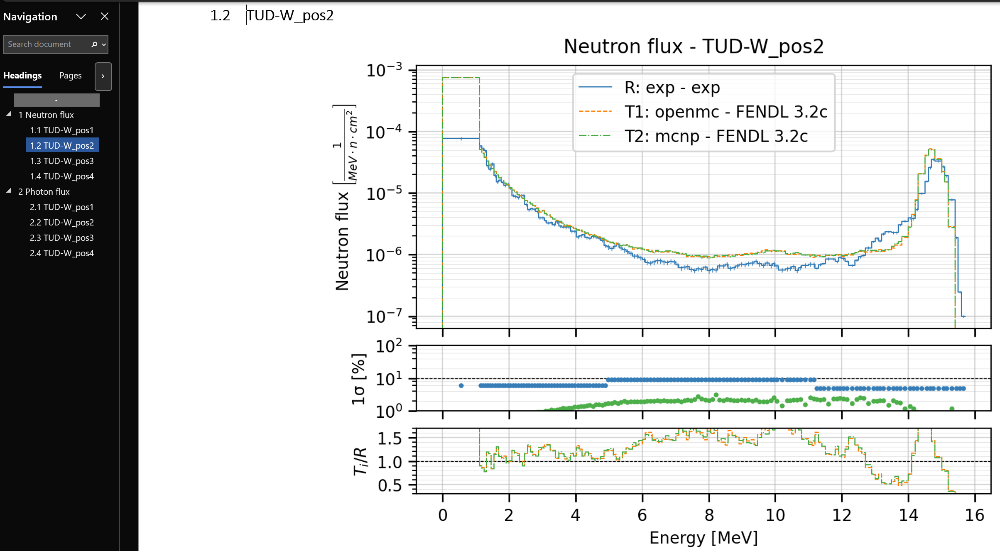 Navigation
Search document
Headings Pages
1 Neutron flux
1.1 TUD-W_pos1
1.2 TUD-W_pos2
1.3 TUD-W_pos3
1.4 TUD-W_pos4
2 Photon flux
2.1 TUD-W_pos1
2.2 TUD-W_pos2
2.3 TUD-W_pos3
2.4 TUD-W_pos4
1.2 TUD-W_pos2
Neutron flux - TUD-W_pos2
R: exp - exp
T1: openmc - FENDL 3.2c
T2: mcnp - FENDL 3.2c
Neutron flux [1 / MeV · n · cm²]
10⁻³
10⁻⁴
10⁻⁵
10⁻⁶
10⁻⁷
1σ [%]
10²
10¹
10⁰
Tᵢ/R
1.5
1.0
0.5
0 2 4 6 8 10 12 14 16
Energy [MeV]